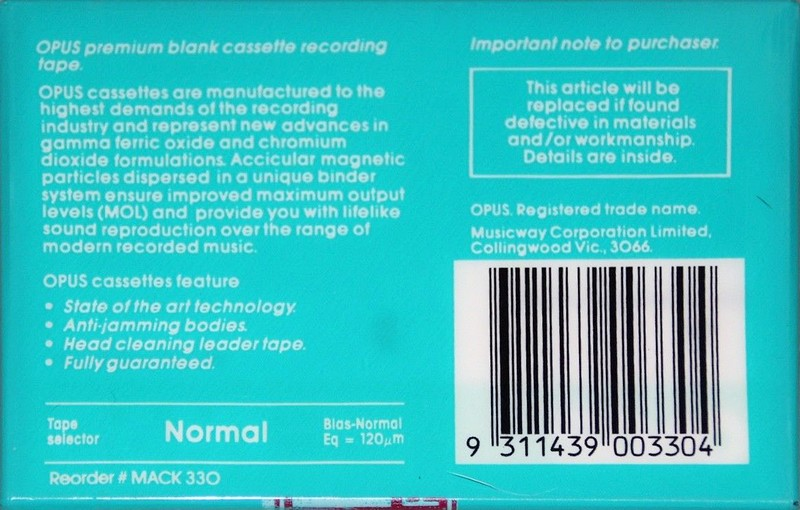 OPUS premium blank cassette recording
tape.
OPUS cassettes are manufactured to the
highest demands of the recording
industry and represent new advances in
gamma ferric oxide and chromium
dioxide formulations. Accicular magnetic
particles dispersed in a unique binder
system ensure improved maximum output
levels (MOL) and provide you with lifelike
sound reproduction over the range of
modern recorded music.
OPUS cassettes feature
• State of the art technology.
• Anti-jamming bodies.
• Head cleaning leader tape.
• Fully guaranteed.
Tape
selector
Normal
Bias-Normal
Eq = 120μm
Reorder # MACK 330
Important note to purchaser.
This article will be
replaced if found
defective in materials
and/or workmanship.
Details are inside.
OPUS. Registered trade name.
Musicway Corporation Limited,
Collingwood Vic., 3066.
9 311439 003304